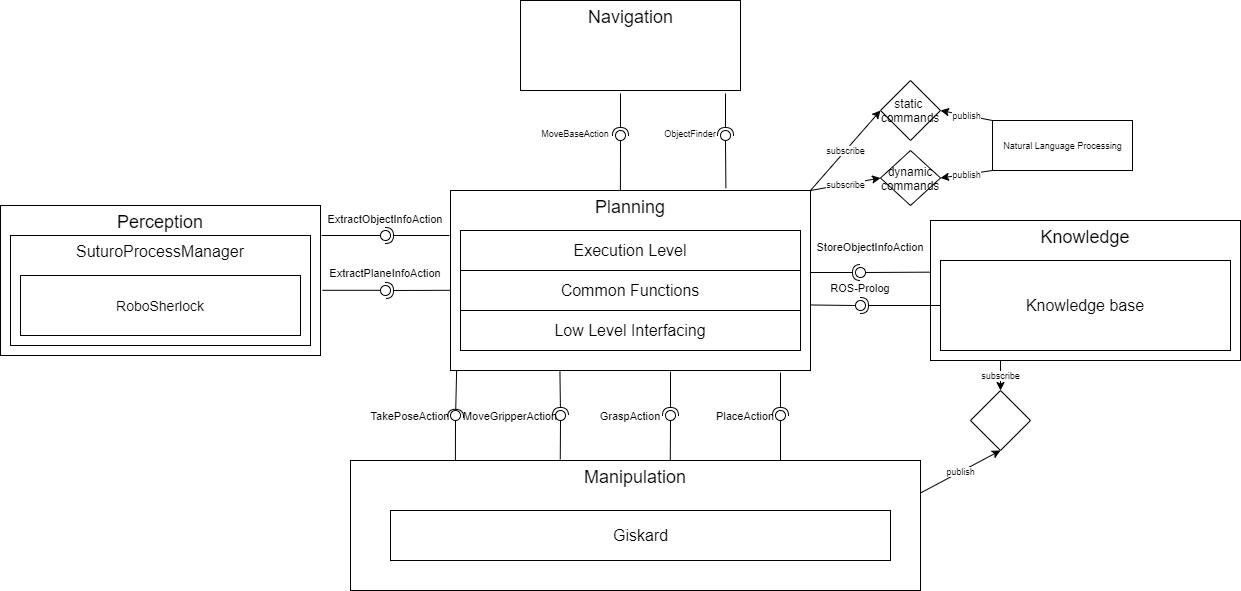 Navigation
MoveBaseAction
ObjectFinder
static
commands
publish
subscribe
Natural Language Processing
dynamic
commands
publish
subscribe
Perception
SuturoProcessManager
RoboSherlock
ExtractObjectInfoAction
ExtractPlaneInfoAction
Planning
Execution Level
Common Functions
Low Level Interfacing
StoreObjectInfoAction
ROS-Prolog
Knowledge
Knowledge base
subscribe
publish
TakePoseAction
MoveGripperAction
GraspAction
PlaceAction
Manipulation
Giskard